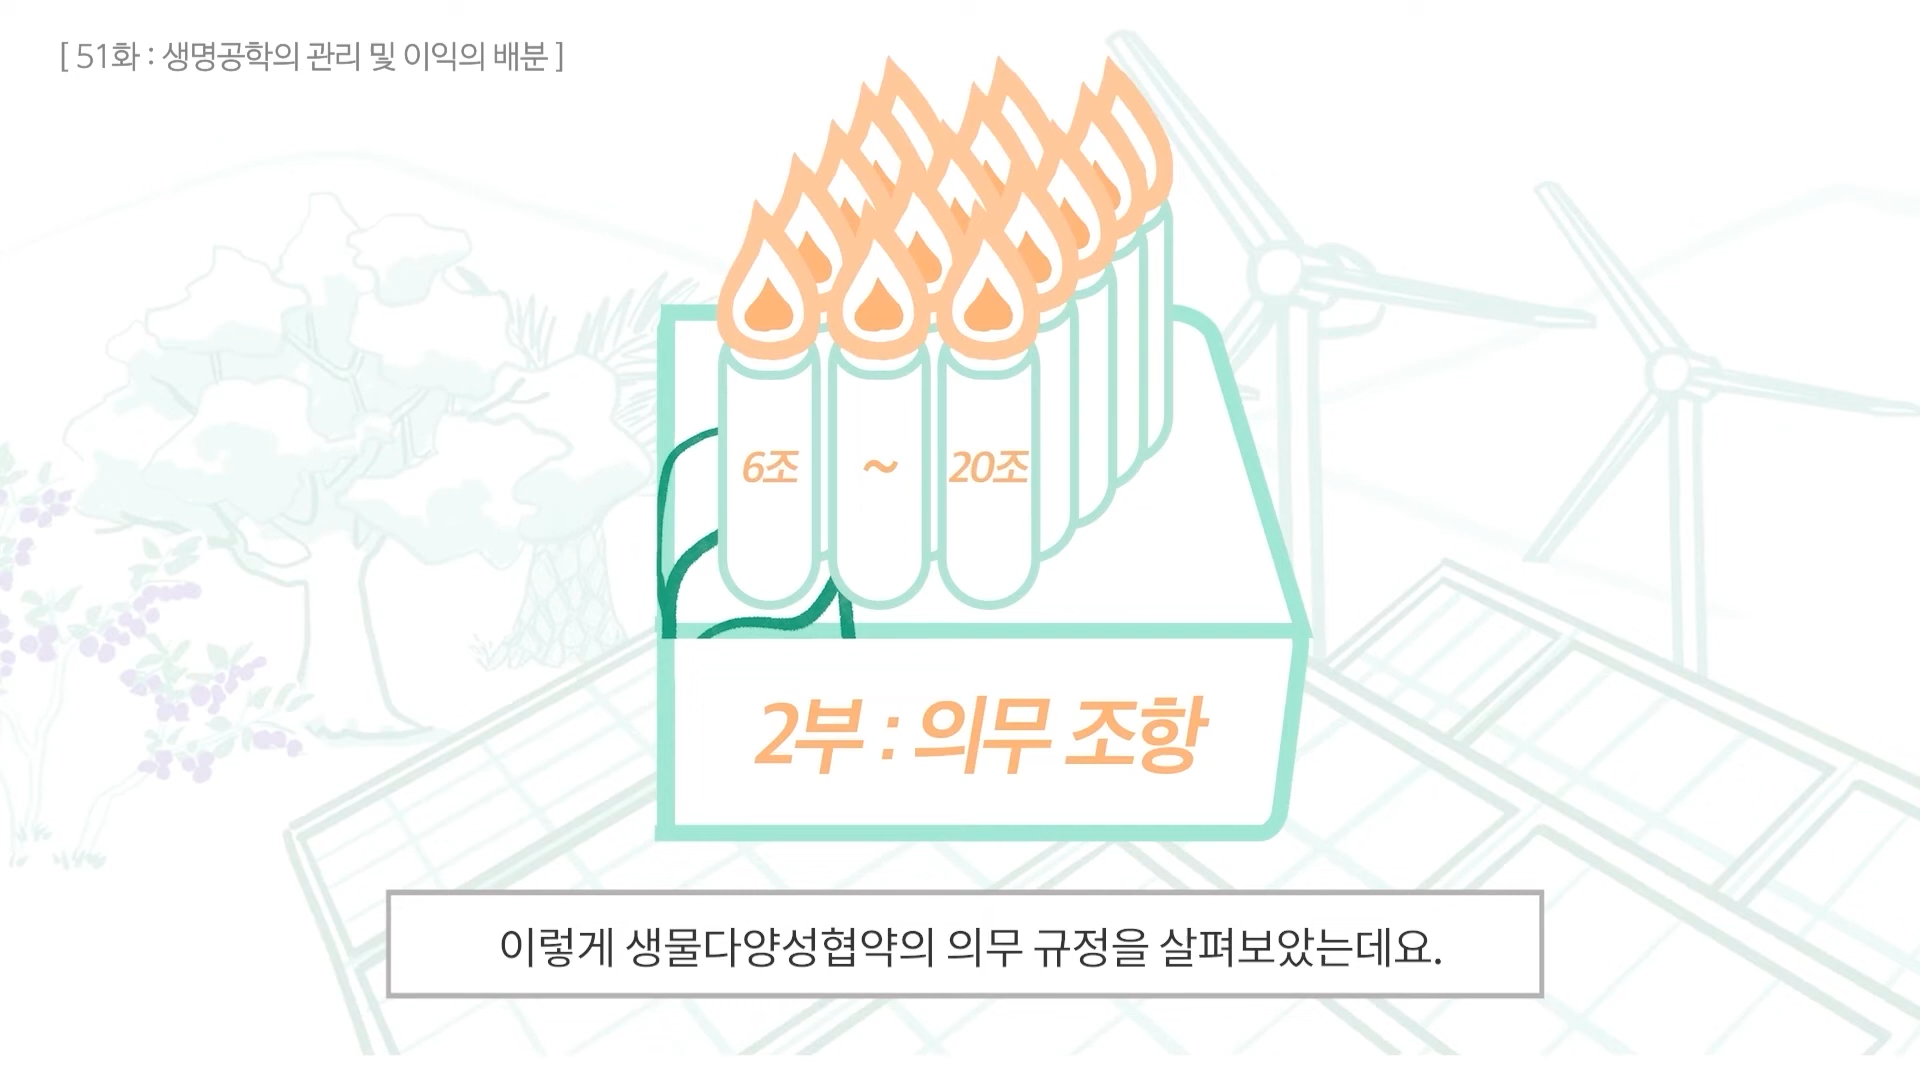 [ 51화 : 생명공학의 관리 및 이익의 배분 ]
6조 ~ 20조
2부 : 의무 조항
이렇게 생물다양성협약의 의무 규정을 살펴보았는데요.